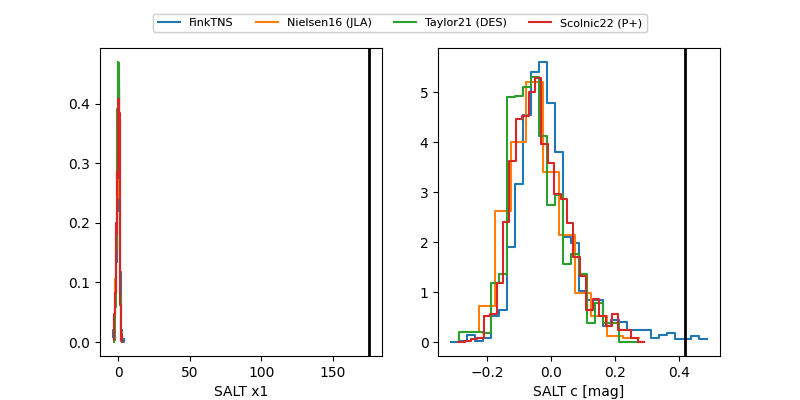 FinkTNS Nielsen16 (JLA) Taylor21 (DES) Scolnic22 (P+)
0.4
0.3
0.2
0.1
0.0
0 50 100 150
SALT x1
5
4
3
2
1
0
−0.2 0.0 0.2 0.4
SALT c [mag]